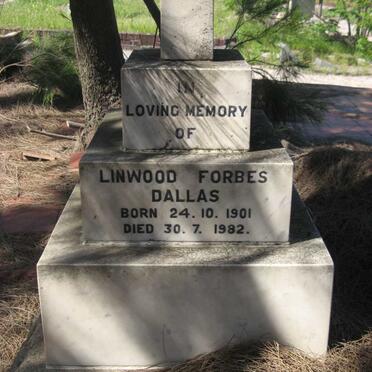 IN
LOVING MEMORY
OF
LINWOOD FORBES
DALLAS
BORN 24.10.1901
DIED 30.7.1982.